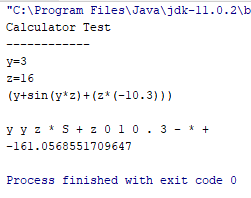 "C:\Program Files\Java\jdk-11.0.2\b
Calculator Test
------------
y=3
z=16
(y+sin(y*z)+(z*(-10.3)))
y y z * S + z 0 1 0 . 3 - * +
-161.0568551709647
Process finished with exit code 0